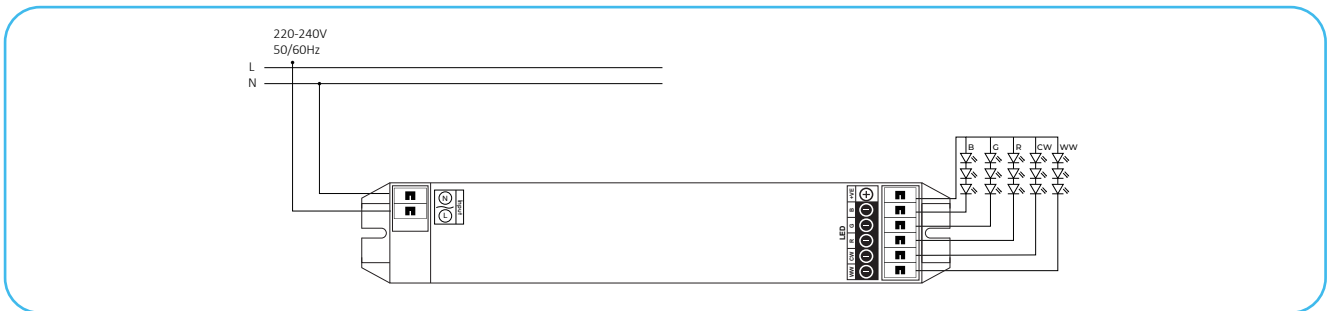 220-240V
50/60Hz
L
N
B G R CW WW
N
L
Input
LED
+VE
B
G
R
CW
WW